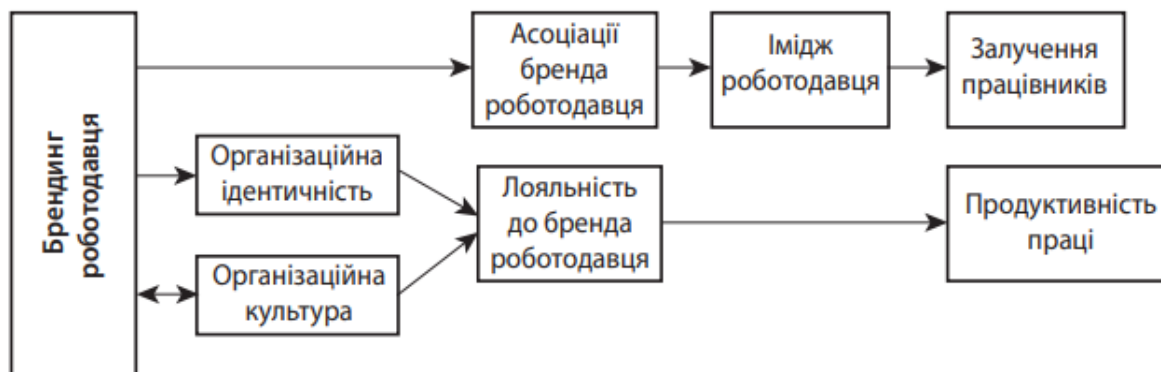 Брендинг
роботодавця
Асоціації
бренда
роботодавця
Імідж
роботодавця
Залучення
працівників
Організаційна
ідентичність
Організаційна
культура
Лояльність
до бренда
роботодавця
Продуктивність
праці